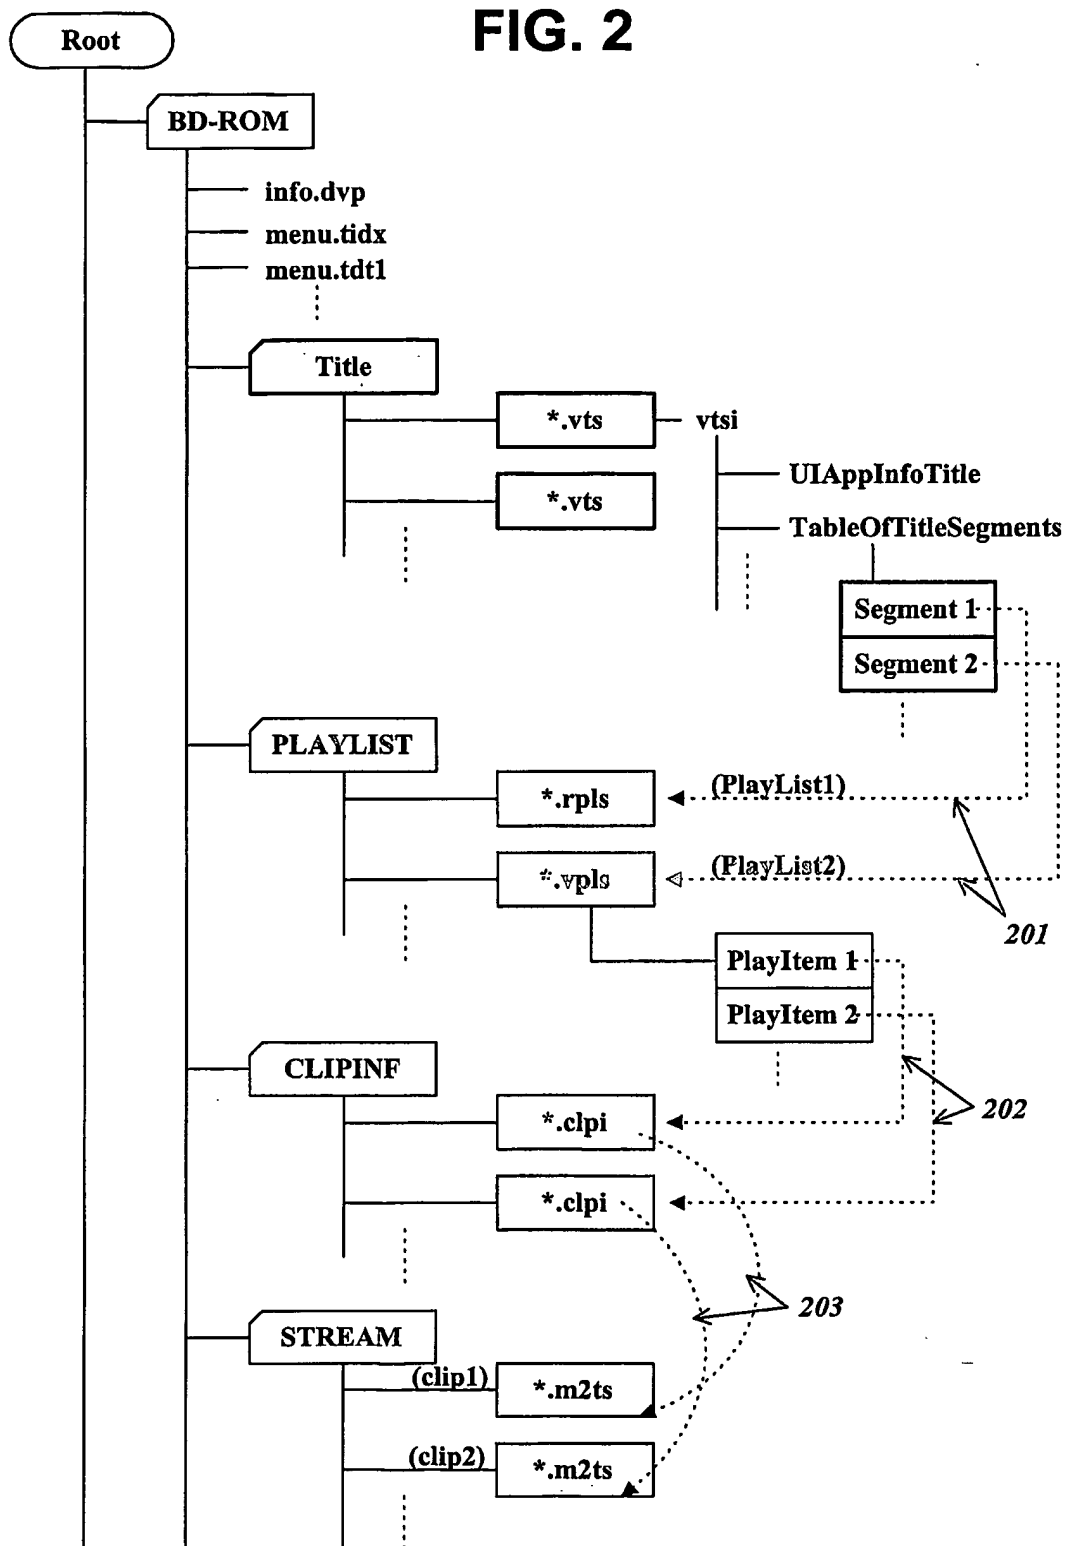 FIG. 2
Root
BD-ROM
info.dvp
menu.tidx
menu.tdt1
Title
*.vts
vtsi
UIAppInfoTitle
*.vts
TableOfTitleSegments
Segment 1
Segment 2
PLAYLIST
*.rpls
(PlayList1)
*.vpls
(PlayList2)
201
PlayItem 1
PlayItem 2
CLIPINF
*.clpi
202
*.clpi
203
STREAM
(clip1)
*.m2ts
(clip2)
*.m2ts